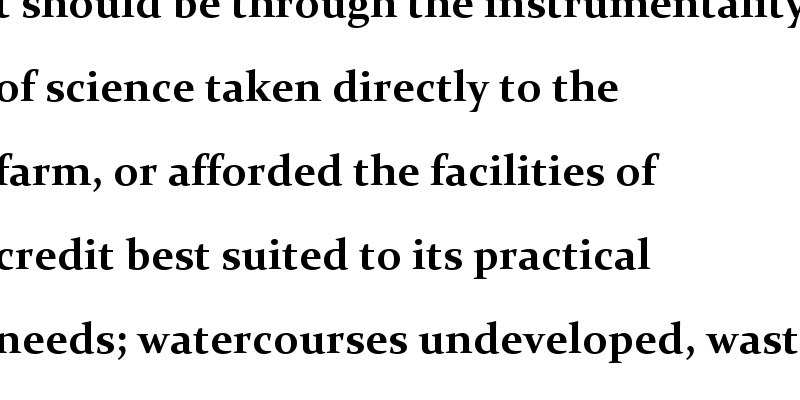 t should be through the instrumentality
of science taken directly to the
farm, or afforded the facilities of
credit best suited to its practical
needs; watercourses undeveloped, wast